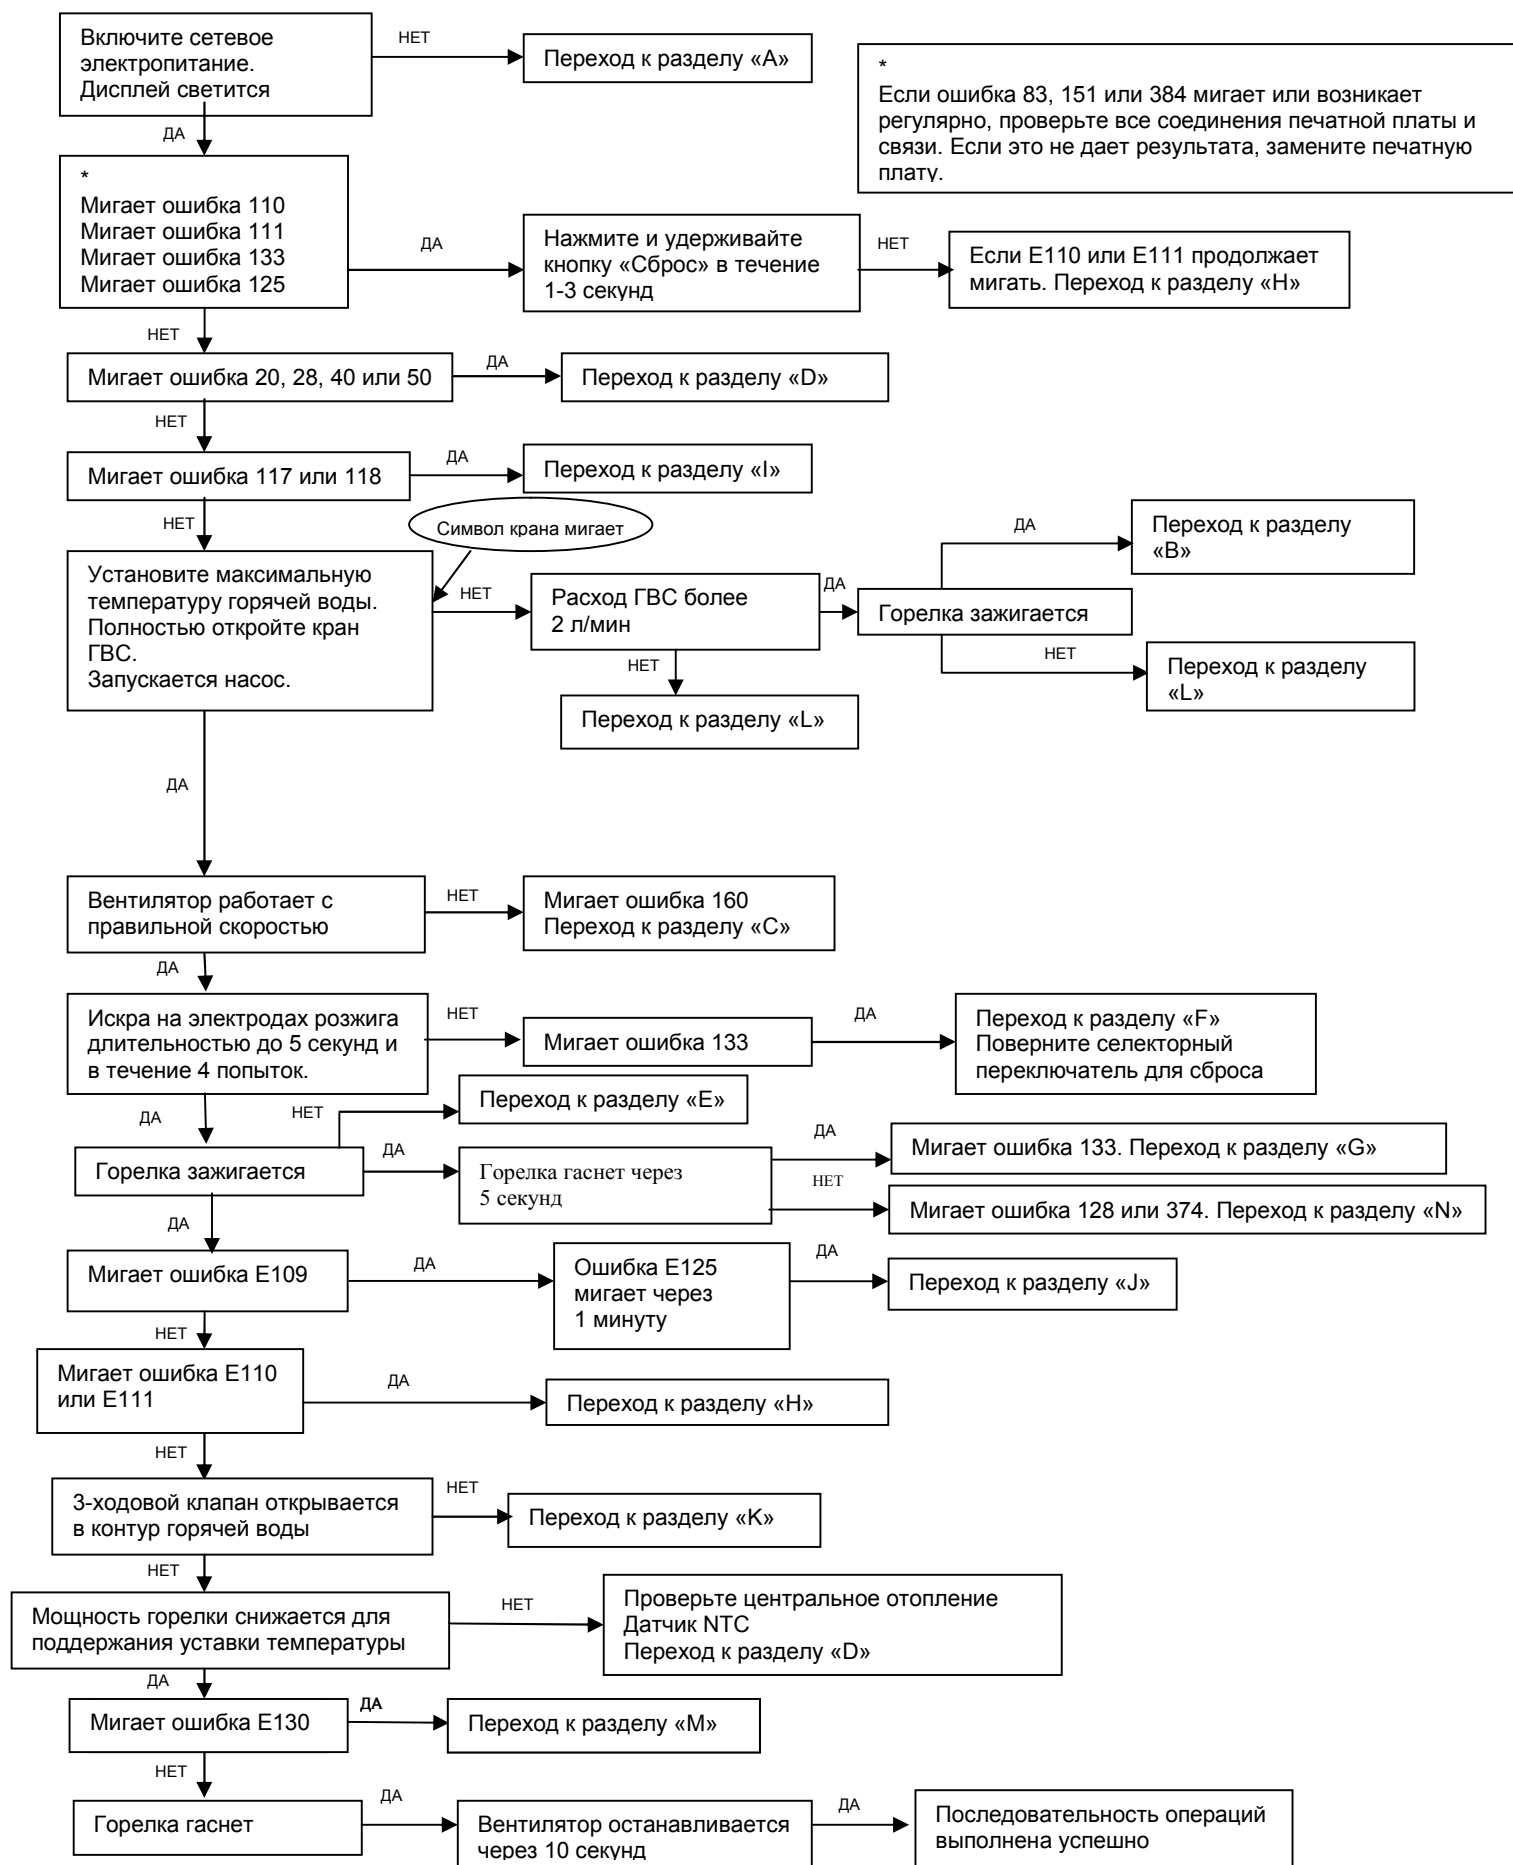 Включите сетевое
электропитание.
Дисплей светится
НЕТ
Переход к разделу «A»
*
Если ошибка 83, 151 или 384 мигает или возникает
регулярно, проверьте все соединения печатной платы и
связи. Если это не дает результата, замените печатную
плату.
ДА
*
Мигает ошибка 110
Мигает ошибка 111
Мигает ошибка 133
Мигает ошибка 125
ДА
Нажмите и удерживайте
кнопку «Сброс» в течение
1-3 секунд
НЕТ
Если E110 или E111 продолжает
мигать. Переход к разделу «H»
НЕТ
Мигает ошибка 20, 28, 40 или 50
ДА
Переход к разделу «D»
НЕТ
Мигает ошибка 117 или 118
ДА
Переход к разделу «I»
НЕТ
Символ крана мигает
Установите максимальную
температуру горячей воды.
Полностью откройте кран
ГВС.
Запускается насос.
НЕТ
Расход ГВС более
2 л/мин
ДА
Горелка зажигается
ДА
Переход к разделу
«B»
НЕТ
Переход к разделу
«L»
НЕТ
Переход к разделу «L»
ДА
Вентилятор работает с
правильной скоростью
НЕТ
Мигает ошибка 160
Переход к разделу «C»
ДА
Искра на электродах розжига
длительностью до 5 секунд и
в течение 4 попыток.
НЕТ
Мигает ошибка 133
ДА
Переход к разделу «F»
Поверните селекторный
переключатель для сброса
ДА
НЕТ
Переход к разделу «E»
Горелка зажигается
ДА
Горелка гаснет через
5 секунд
ДА
Мигает ошибка 133. Переход к разделу «G»
НЕТ
Мигает ошибка 128 или 374. Переход к разделу «N»
ДА
Мигает ошибка E109
ДА
Ошибка E125
мигает через
1 минуту
ДА
Переход к разделу «J»
НЕТ
Мигает ошибка E110
или E111
ДА
Переход к разделу «H»
НЕТ
3-ходовой клапан открывается
в контур горячей воды
НЕТ
Переход к разделу «K»
НЕТ
Мощность горелки снижается для
поддержания уставки температуры
НЕТ
Проверьте центральное отопление
Датчик NTC
Переход к разделу «D»
ДА
Мигает ошибка E130
ДА
Переход к разделу «M»
НЕТ
Горелка гаснет
ДА
Вентилятор останавливается
через 10 секунд
ДА
Последовательность операций
выполнена успешно